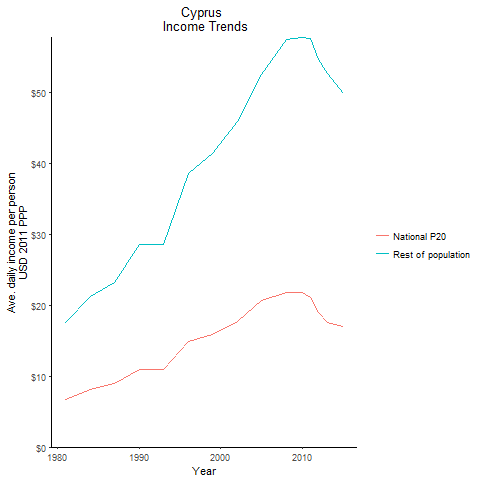 Cyprus
Income Trends
Ave. daily income per person
USD 2011 PPP
$50
$40
$30
$20
$10
$0
1980
1990
2000
2010
Year
National P20
Rest of population